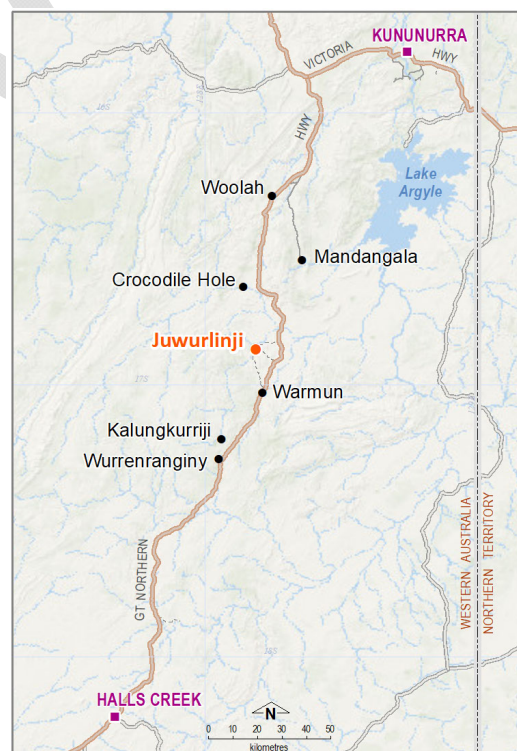 KUNUNURRA
VICTORIA
HWY
HWY
Lake
Argyle
Woolah
Mandangala
Crocodile Hole
Juwurlinji
17S
Warmun
Kalungkurriji
Wurrenranginy
WESTERN AUSTRALIA
NORTHERN TERRITORY
GT NORTHERN
HALLS CREEK
N
0 10 20 30 40 50
kilometres